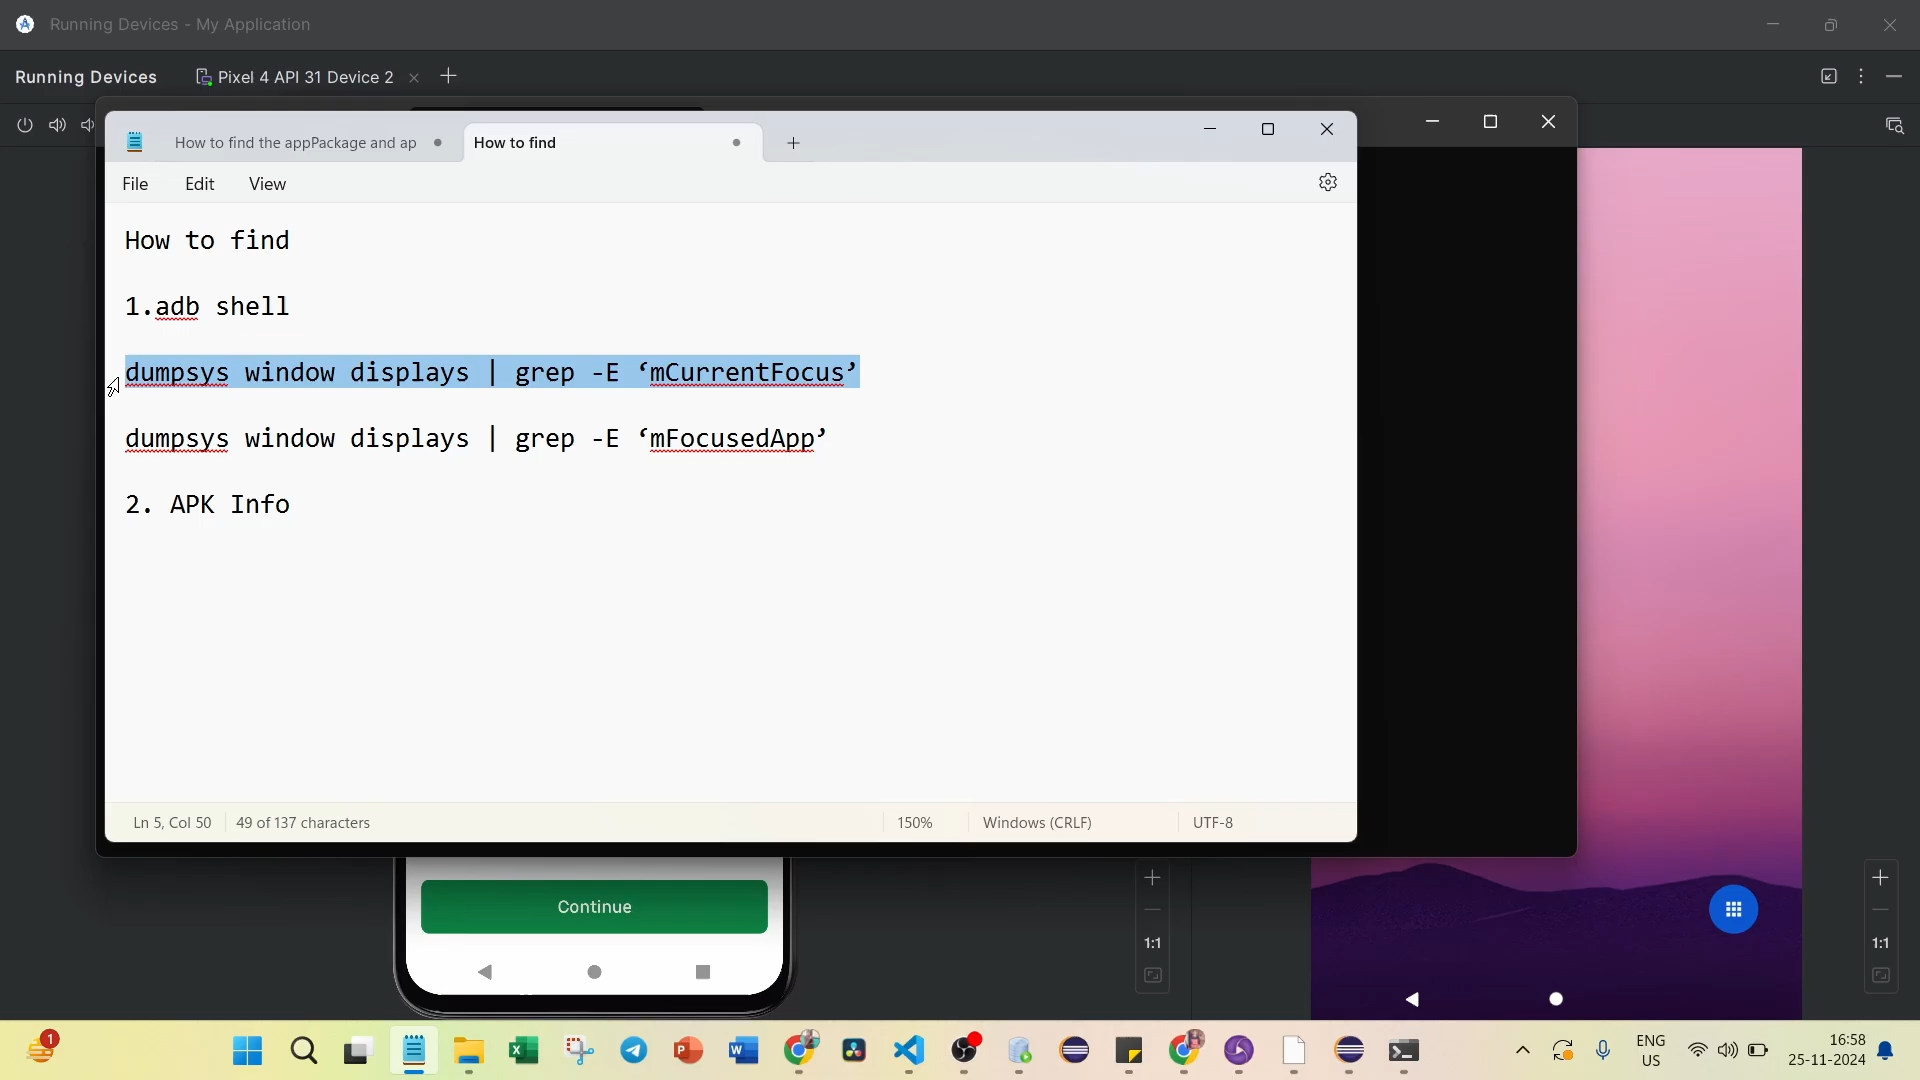 Running Devices - My Application
Running Devices
Pixel 4 API 31 Device 2
How to find the appPackage and ap
How to find
File Edit View
How to find
1.adb shell
dumpsys window displays | grep -E ‘mCurrentFocus’
dumpsys window displays | grep -E ‘mFocusedApp’
2. APK Info
Ln 5, Col 50
49 of 137 characters
150%
Windows (CRLF)
UTF-8
Continue
1:1
1:1
1
ENG
US
16:58
25-11-2024